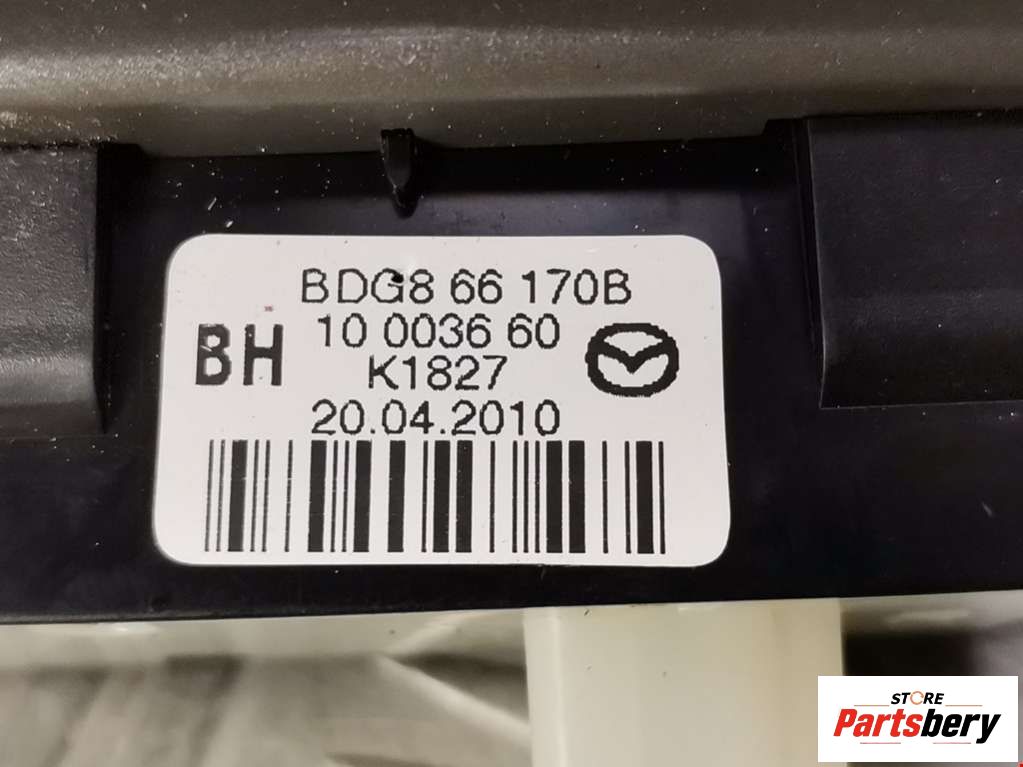 BDG8 66 170B
10 0036 60
BH
K1827
20.04.2010
STORE
Partsbery